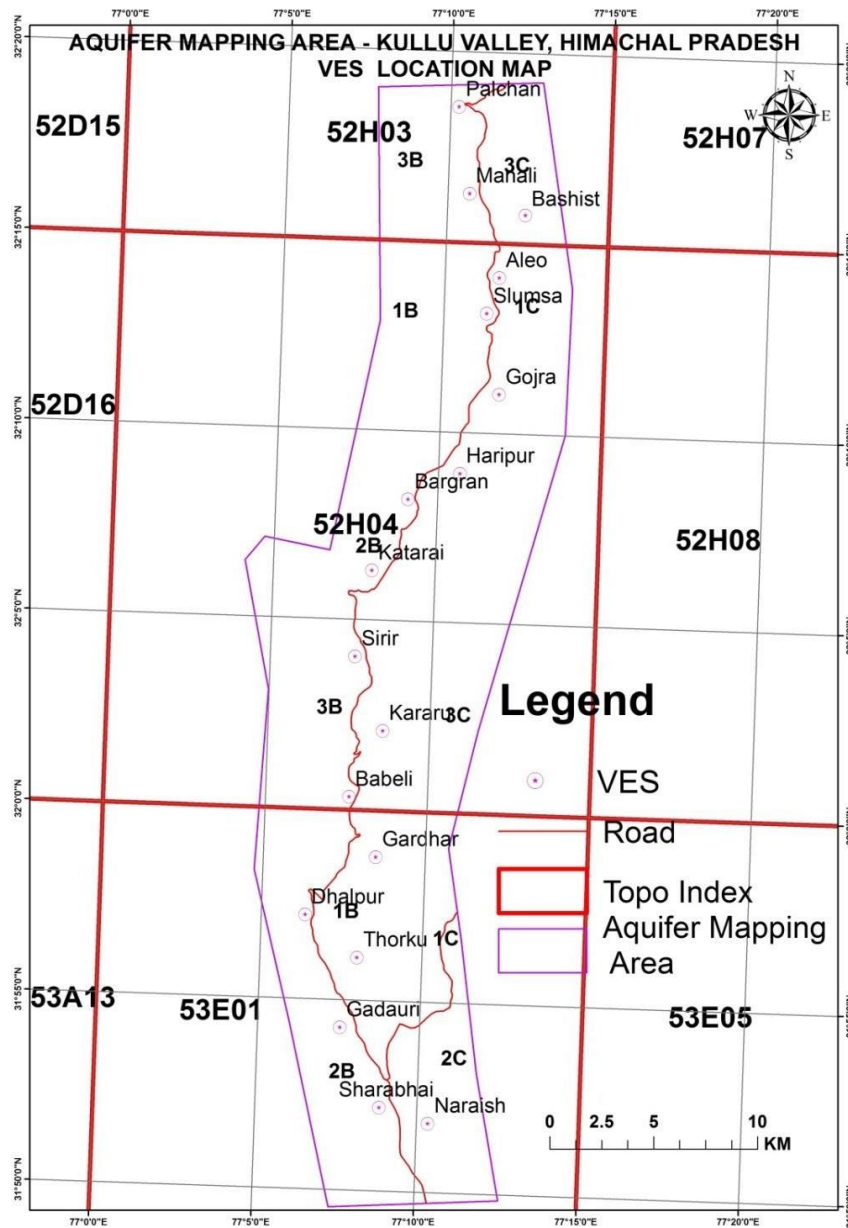 77°0'0"E 77°5'0"E 77°10'0"E 77°15'0"E 77°20'0"E
32°20'0"N
AQUIFER MAPPING AREA - KULLU VALLEY, HIMACHAL PRADESH
VES LOCATION MAP
N
W E
S
Palchan
52D15
52H03
52H07
3B
3C
Manali
Bashist
32°15'0"N
Aleo
Slumsa
1B
1C
Gojra
52D16
32°10'0"N
Haripur
Bargran
52H04
52H08
2B
Katarai
32°5'0"N
Sirir
Legend
3B
Kararu
3C
Babeli
VES
32°0'0"N
Road
Gardhar
Dhalpur
Topo Index
1B
Thorku
1C
Aquifer Mapping
Area
31°55'0"N
53A13
53E01
53E05
Gadauri
2B
2C
Sharabhai
Naraish
0 2.5 5 10
KM
31°50'0"N
77°0'0"E 77°5'0"E 77°10'0"E 77°15'0"E 77°20'0"E